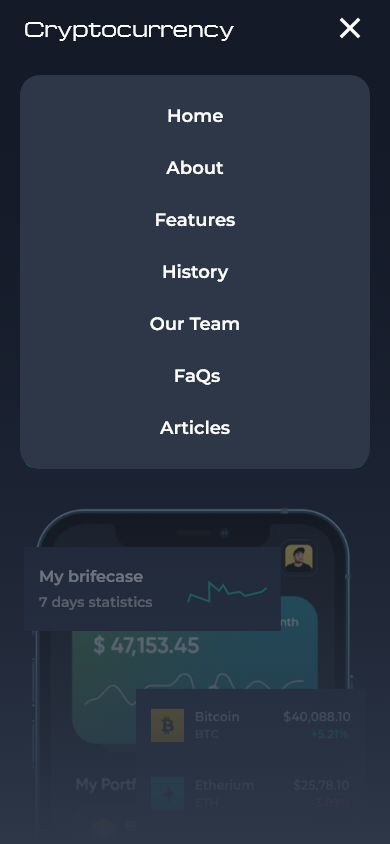 Cryptocurrency
Home
About
Features
History
Our Team
FaQs
Articles
My brifecase
7 days statistics
nth
$ 47,153.45
Bitcoin $40,088.10
BTC +5.21%
My Portf
Etherium $25,78.10
ETH